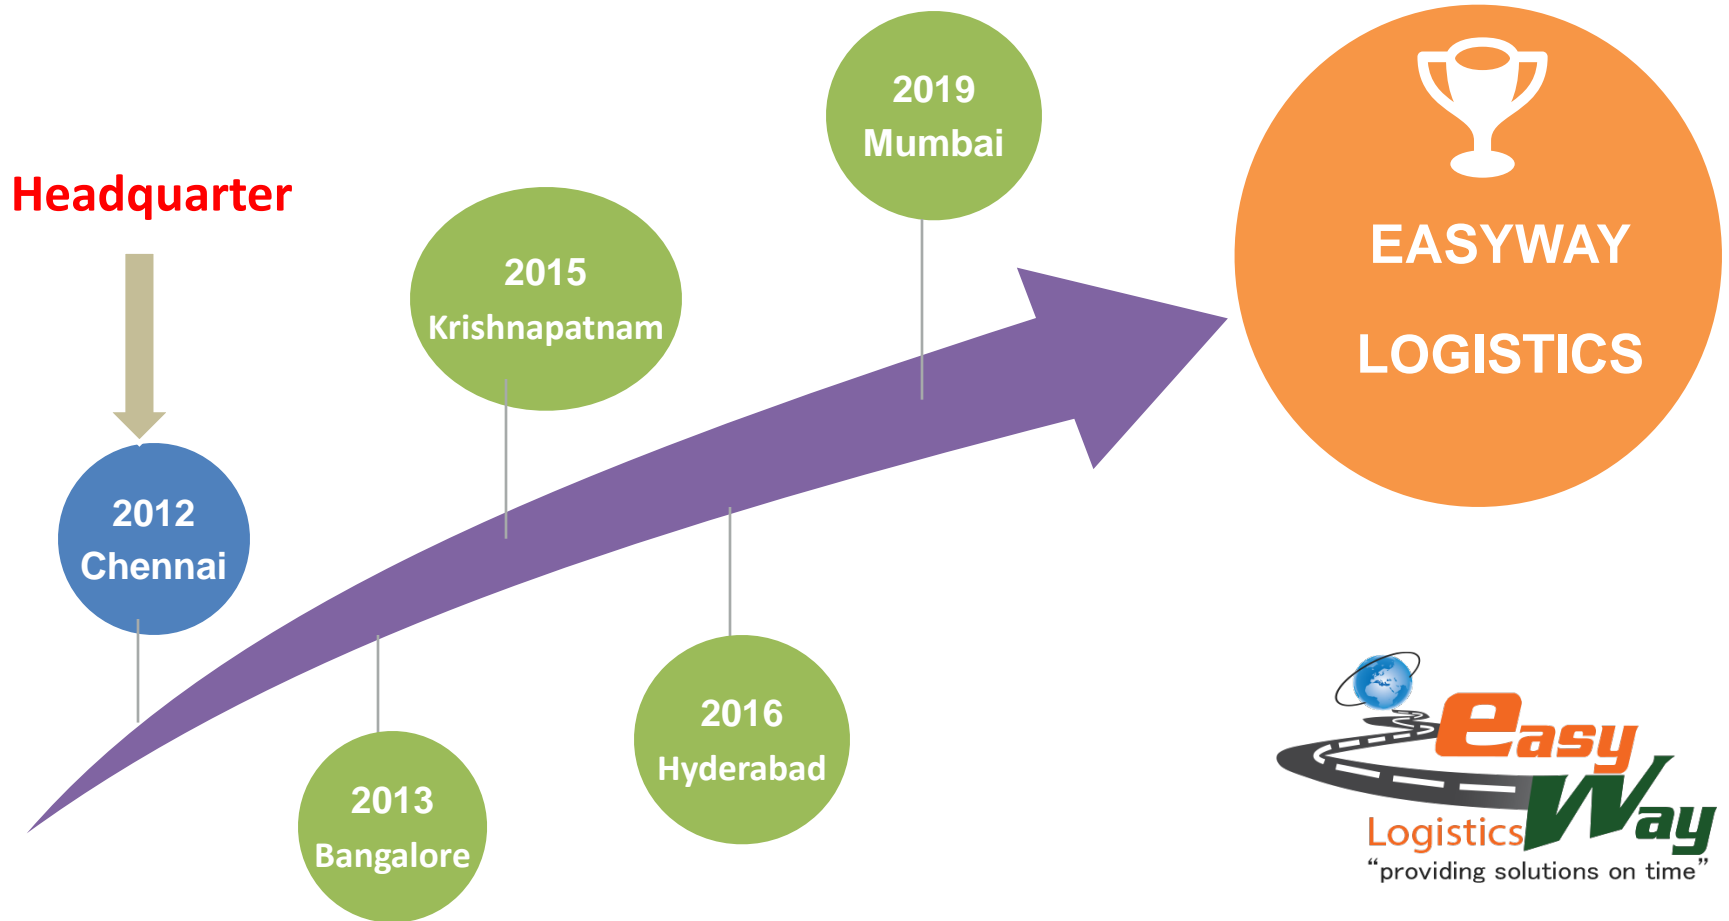 Headquarter
2012
Chennai
2013
Bangalore
2015
Krishnapatnam
2016
Hyderabad
2019
Mumbai
EASYWAY
LOGISTICS
easy
Way
Logistics
“providing solutions on time”